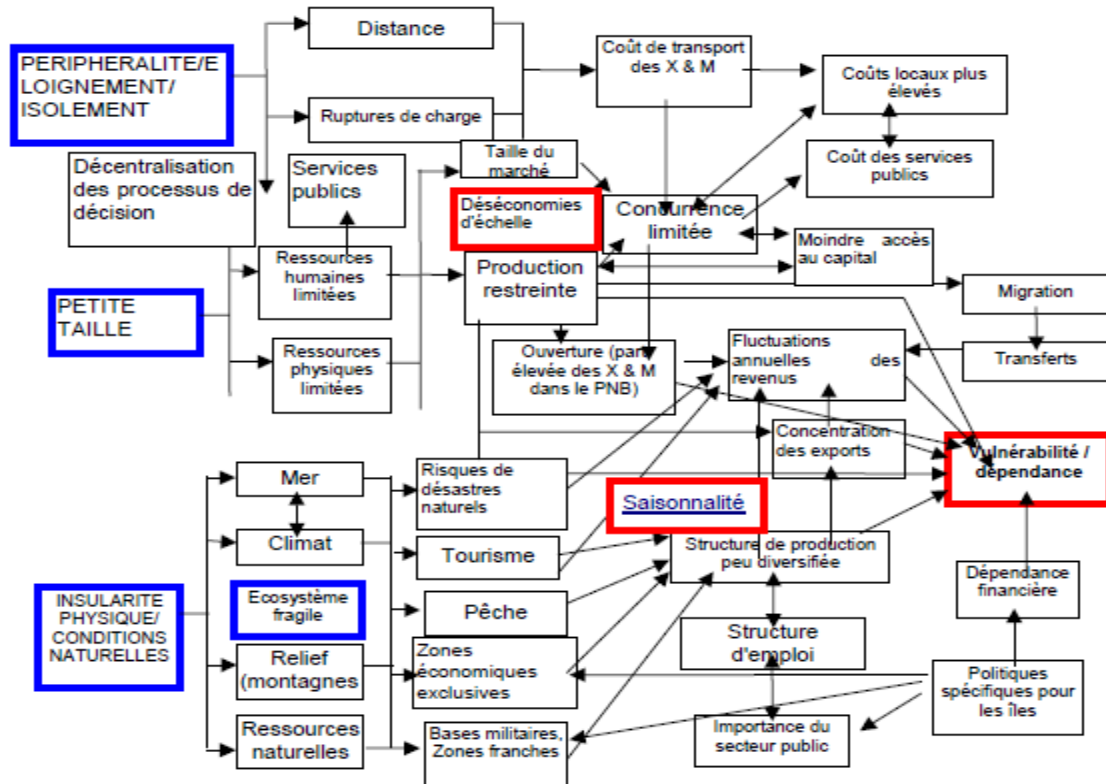 Distance
PERIPHERALITE/E
LOIGNEMENT/
ISOLEMENT
Coût de transport
des X & M
Coûts locaux plus
élevés
Ruptures de charge
Taille du
marché
Coût des services
publics
Décentralisation
des processus de
décision
Services
publics
Déséconomies
d'échelle
Concurrence
limitée
Moindre accès
au capital
Ressources
humaines
limitées
Production
restreinte
Migration
PETITE
TAILLE
Ressources
physiques
limitées
Ouverture (part
élevée des X & M
dans le PNB)
Fluctuations
annuelles des
revenus
Transferts
Concentration
des exports
Vulnérabilité /
dépendance
Mer
Risques de
désastres
naturels
Saisonnalité
Climat
Tourisme
Structure de production
peu diversifiée
Dépendance
financière
INSULARITE
PHYSIQUE/
CONDITIONS
NATURELLES
Ecosystème
fragile
Pêche
Structure
d'emploi
Relief
(montagnes
Zones
économiques
exclusives
Politiques
spécifiques pour
les îles
Ressources
naturelles
Bases militaires,
Zones franches
Importance du
secteur public